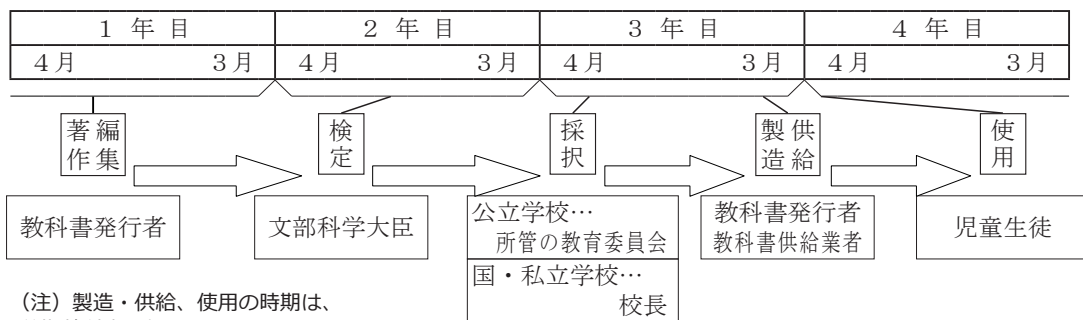 １年目 ２年目 ３年目 ４年目
４月 ３月 ４月 ３月 ４月 ３月 ４月 ３月
著作 編集
検定
採択
製造 供給
使用
教科書発行者
文部科学大臣
公立学校…
所管の教育委員会
国・私立学校…
校長
教科書発行者
教科書供給業者
児童生徒
（注）製造・供給、使用の時期は、